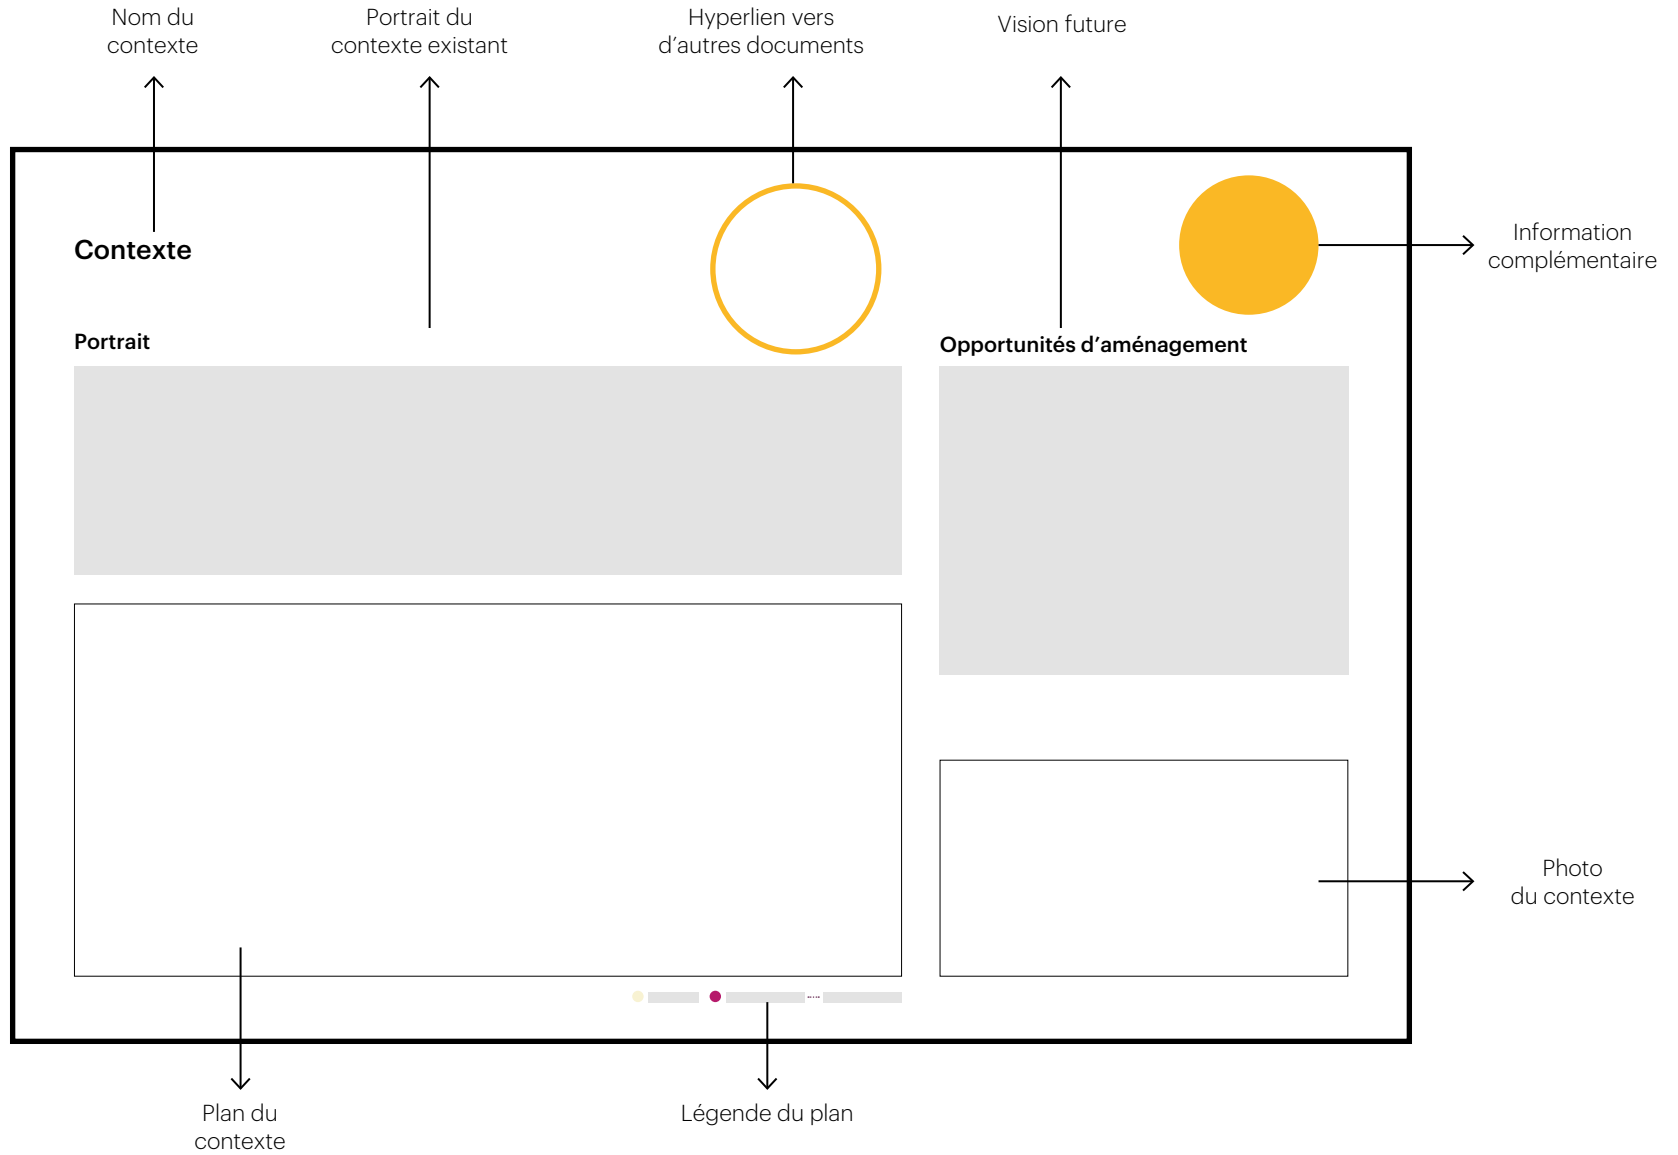 Nom du
contexte
Portrait du
contexte existant
Hyperlien vers
d’autres documents
Vision future
Contexte
Information
complémentaire
Portrait
Opportunités d’aménagement
Photo
du contexte
Plan du
contexte
Légende du plan